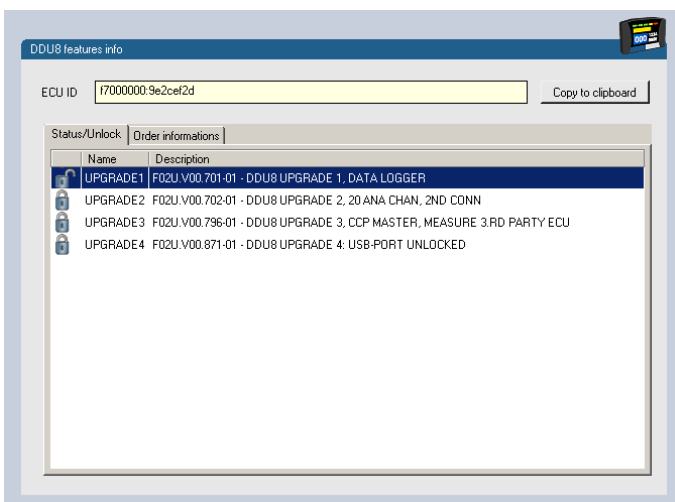 DDU8 features info
ECU ID f7000000:9e2cef2d Copy to clipboard
Status/Unlock Order informations
Name Description
UPGRADE1 F02U.V00.701-01 - DDU8 UPGRADE 1, DATA LOGGER
UPGRADE2 F02U.V00.702-01 - DDU8 UPGRADE 2, 20 ANA CHAN, 2ND CONN
UPGRADE3 F02U.V00.796-01 - DDU8 UPGRADE 3, CCP MASTER, MEASURE 3.RD PARTY ECU
UPGRADE4 F02U.V00.871-01 - DDU8 UPGRADE 4: USB-PORT UNLOCKED